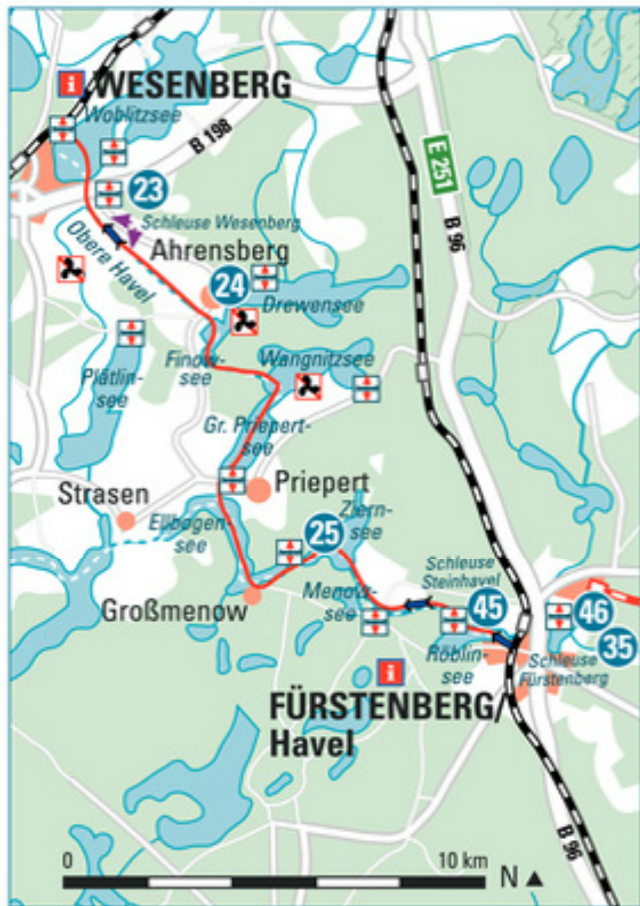 i WESENBERG
Woblitzsee
B 198
E 251
B 96
23
Schleuse Wesenberg
Obere Havel
Ahrensberg
24
Drewensee
Finow-
see
Wangnitzsee
Plätlin-
see
Gr. Priepert-
see
Strasen
Priepert
Ellbogen-
see
25
Ziern-
see
Großmenow
Menow-
see
Schleuse
Steinhavel
45
46
35
Röblin-
see
Schleuse
Fürstenberg
i
FÜRSTENBERG/
Havel
B 96
0 10 km N